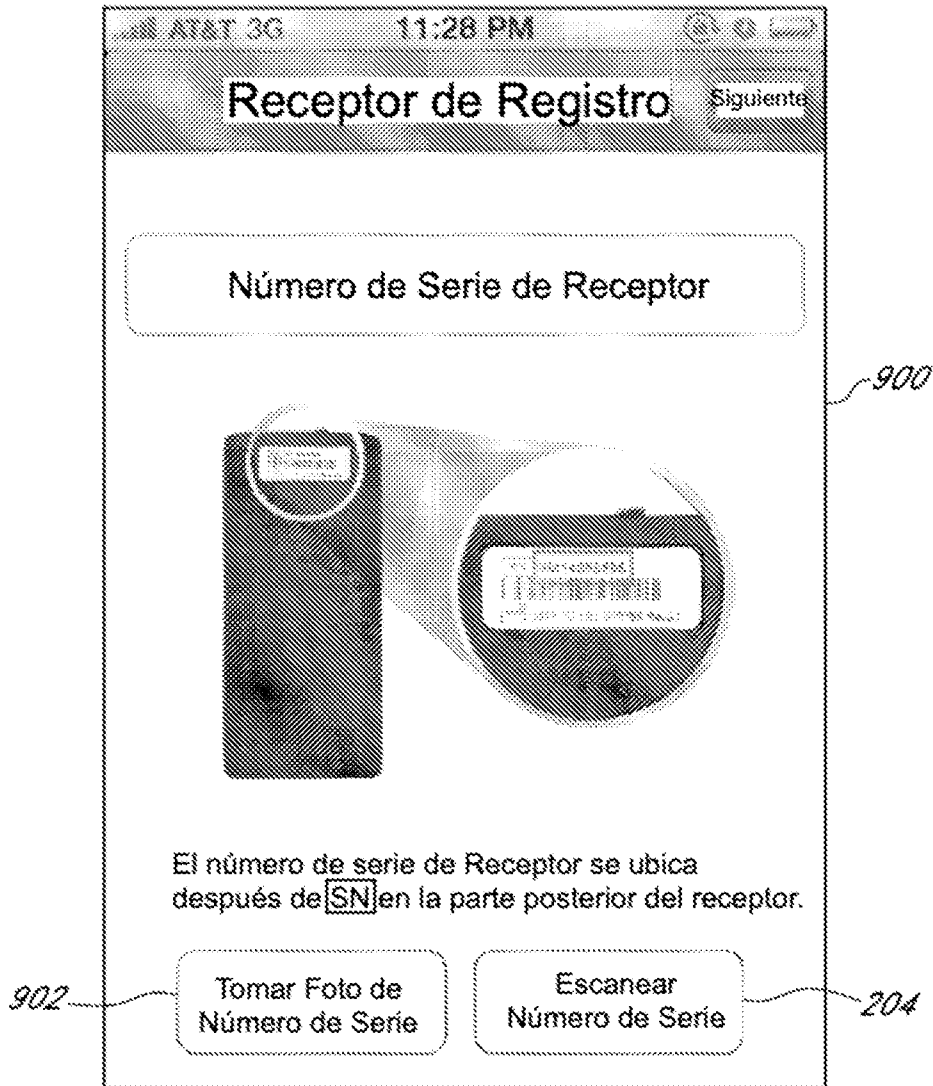 AT&T 3G 11:28 PM
Receptor de Registro Siguiente
Número de Serie de Receptor
900
El número de serie de Receptor se ubica
después de SN en la parte posterior del receptor.
Tomar Foto de
Número de Serie
Escanear
Número de Serie
902
204